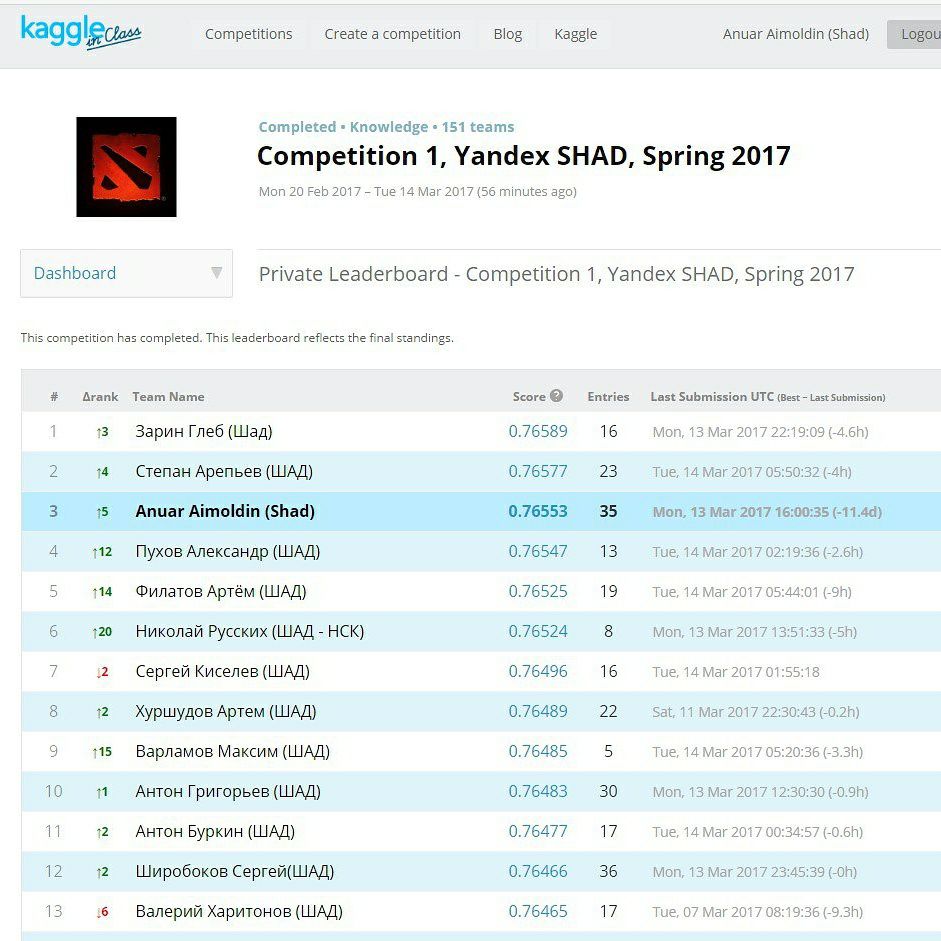 kaggle in Class Competitions Create a competition Blog Kaggle Anuar Aimoldin (Shad) Logou
Completed • Knowledge • 151 teams
Competition 1, Yandex SHAD, Spring 2017
Mon 20 Feb 2017 – Tue 14 Mar 2017 (56 minutes ago)
Dashboard ▼ Private Leaderboard - Competition 1, Yandex SHAD, Spring 2017
This competition has completed. This leaderboard reflects the final standings.
# Δrank Team Name Score ? Entries Last Submission UTC (Best − Last Submission)
1 ↑3 Зарин Глеб (Шад) 0.76589 16 Mon, 13 Mar 2017 22:19:09 (-4.6h)
2 ↑4 Степан Арепьев (ШАД) 0.76577 23 Tue, 14 Mar 2017 05:50:32 (-4h)
3 ↑5 Anuar Aimoldin (Shad) 0.76553 35 Mon, 13 Mar 2017 16:00:35 (-11.4d)
4 ↑12 Пухов Александр (ШАД) 0.76547 13 Tue, 14 Mar 2017 02:19:36 (-2.6h)
5 ↑14 Филатов Артём (ШАД) 0.76525 19 Tue, 14 Mar 2017 05:44:01 (-9h)
6 ↑20 Николай Русских (ШАД - НСК) 0.76524 8 Mon, 13 Mar 2017 13:51:33 (-5h)
7 ↓2 Сергей Киселев (ШАД) 0.76496 16 Tue, 14 Mar 2017 01:55:18
8 ↑2 Хуршудов Артем (ШАД) 0.76489 22 Sat, 11 Mar 2017 22:30:43 (-0.2h)
9 ↑15 Варламов Максим (ШАД) 0.76485 5 Tue, 14 Mar 2017 05:20:36 (-3.3h)
10 ↑1 Антон Григорьев (ШАД) 0.76483 30 Mon, 13 Mar 2017 12:30:30 (-0.9h)
11 ↑2 Антон Буркин (ШАД) 0.76477 17 Tue, 14 Mar 2017 00:34:57 (-0.6h)
12 ↑2 Широбоков Сергей(ШАД) 0.76466 36 Mon, 13 Mar 2017 23:45:39 (-0h)
13 ↓6 Валерий Харитонов (ШАД) 0.76465 17 Tue, 07 Mar 2017 08:19:36 (-9.3h)